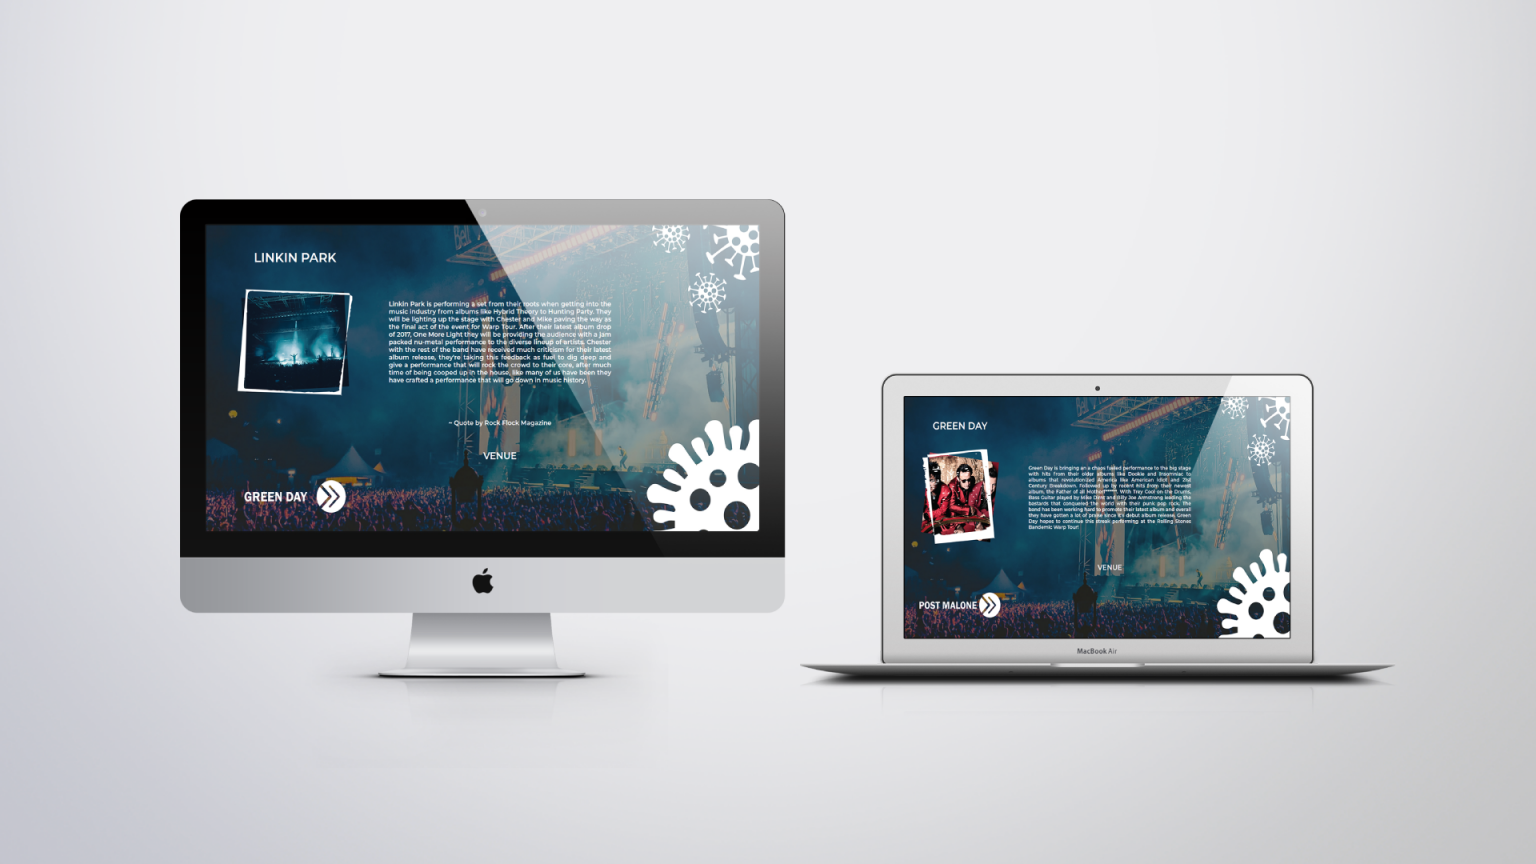 LINKIN PARK
Linkin Park is performing a set from their roots when getting into the
music industry from albums like Hybrid Theory to Hunting Party. They
will be lighting up the stage with Chester and Mike paving the way as
the final act of the event for Warp Tour. After their latest album drop
of 2017, One More Light they will be providing the audience with a jam
packed nu-metal performance to the diverse lineup of artists. Chester
with the rest of the band have received much criticism for their latest
album release, they're taking this feedback as fuel to dig deep and
give a performance that will rock the crowd to their core, after much
time of being cooped up in the house, like many of us have been they
have crafted a performance that will go down in music history.
~ Quote by Rock Flock Magazine
VENUE
GREEN DAY
GREEN DAY
Green Day is bringing an a chaos fueled performance to the big stage
with hits from their older albums like Dookie and Insomniac to
albums that revolutionized America like American Idiot and 21st
Century Breakdown. Followed up by recent hits from their newest
album, the Father of all Motherf******. With Trey Cool on the Drums,
Bass Guitar played by Mike Dirnt and Billy Joe Armstrong leading the
bastards that conquered the world with their punk pop rock, the
band has been working hard to promote their latest album and overall
they have gotten a lot of praise since it's debut album release, Green
Day hopes to continue this streak performing at the Rolling Stones
Bandemic Warp Tour!
VENUE
POST MALONE
MacBook Air